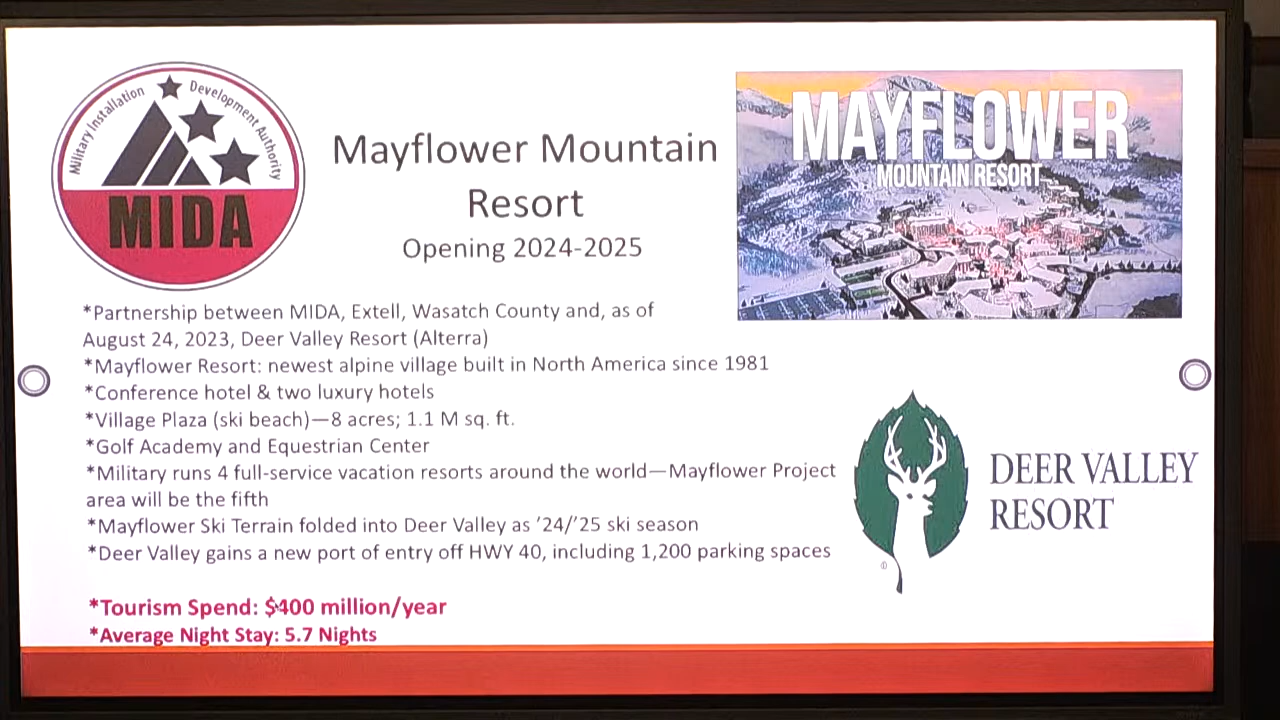 Military Installation Development Authority
MIDA
Mayflower Mountain
Resort
Opening 2024-2025
MAYFLOWER
MOUNTAIN RESORT
*Partnership between MIDA, Extell, Wasatch County and, as of
August 24, 2023, Deer Valley Resort (Alterra)
*Mayflower Resort: newest alpine village built in North America since 1981
*Conference hotel & two luxury hotels
*Village Plaza (ski beach)—8 acres; 1.1 M sq. ft.
*Golf Academy and Equestrian Center
*Military runs 4 full-service vacation resorts around the world—Mayflower Project
area will be the fifth
*Mayflower Ski Terrain folded into Deer Valley as ’24/’25 ski season
*Deer Valley gains a new port of entry off HWY 40, including 1,200 parking spaces
*Tourism Spend: $400 million/year
*Average Night Stay: 5.7 Nights
DEER VALLEY
RESORT